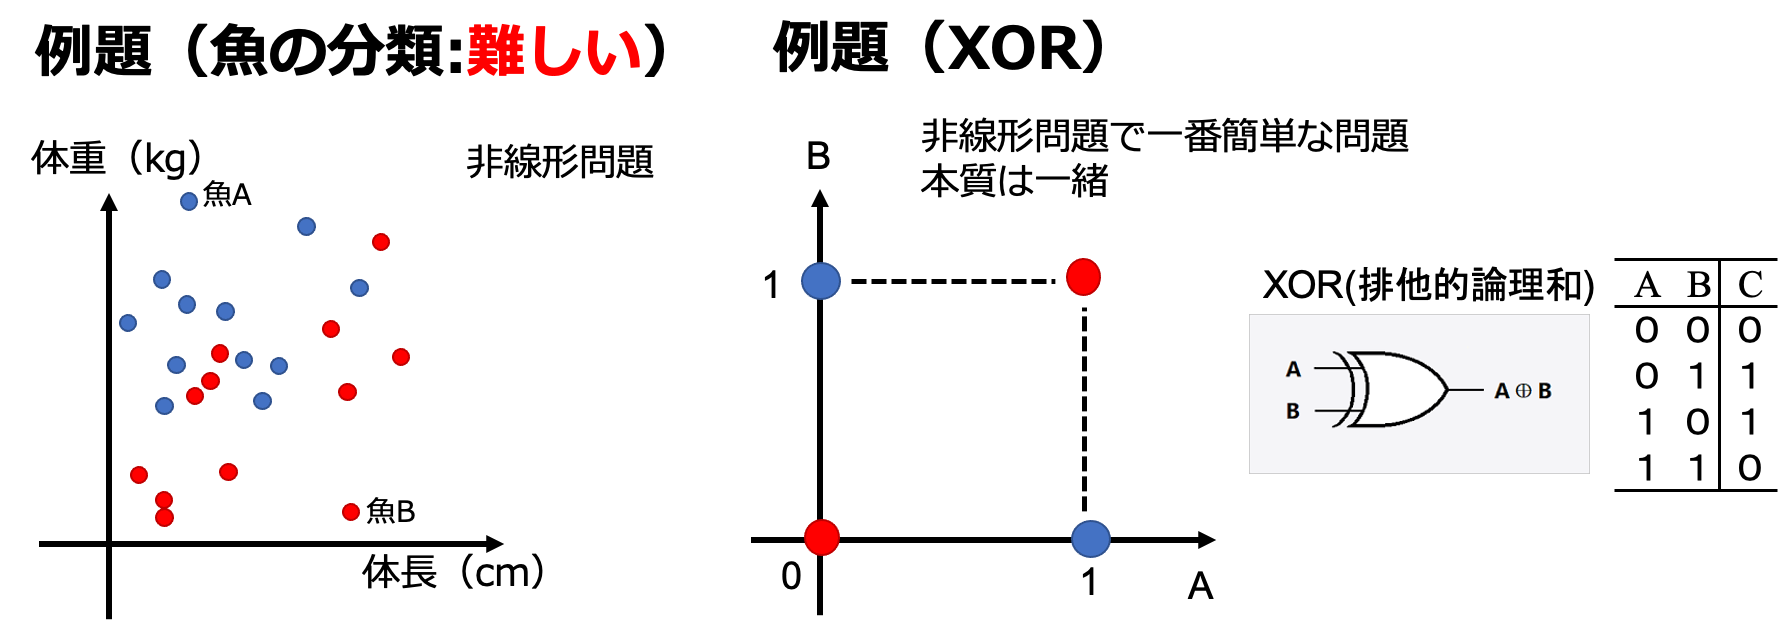 例題（魚の分類:難しい）
体重（kg）
非線形問題
魚A
魚B
体長（cm）
例題（XOR）
非線形問題で一番簡単な問題
本質は一緒
B
1
0
1
A
XOR(排他的論理和)
A
B
A ⊕ B
A B C
0 0 0
0 1 1
1 0 1
1 1 0